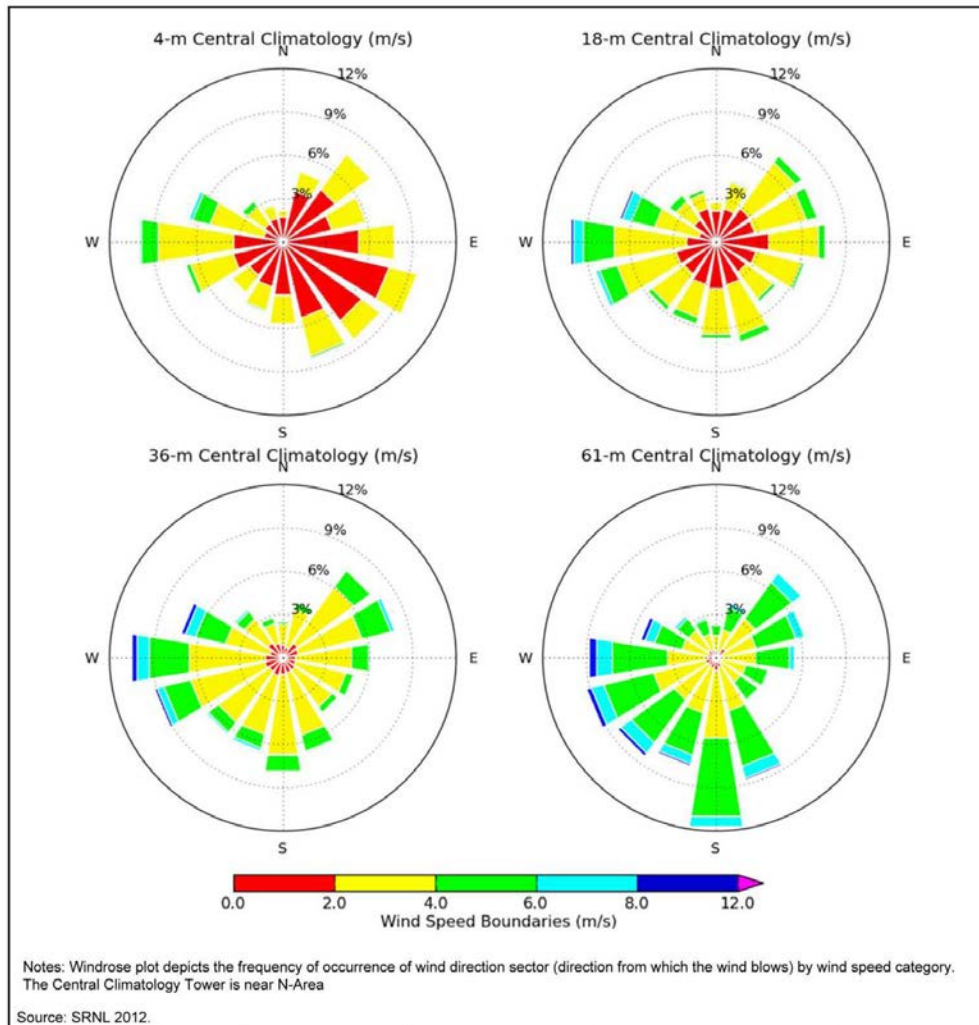 4-m Central Climatology (m/s)
N
12%
9%
6%
3%
W
E
S
18-m Central Climatology (m/s)
N
12%
9%
6%
3%
W
E
S
36-m Central Climatology (m/s)
N
12%
9%
6%
3%
W
E
S
61-m Central Climatology (m/s)
N
12%
9%
6%
3%
W
E
S
0.0 2.0 4.0 6.0 8.0 12.0
Wind Speed Boundaries (m/s)
Notes: Windrose plot depicts the frequency of occurrence of wind direction sector (direction from which the wind blows) by wind speed category.
The Central Climatology Tower is near N-Area
Source: SRNL 2012.